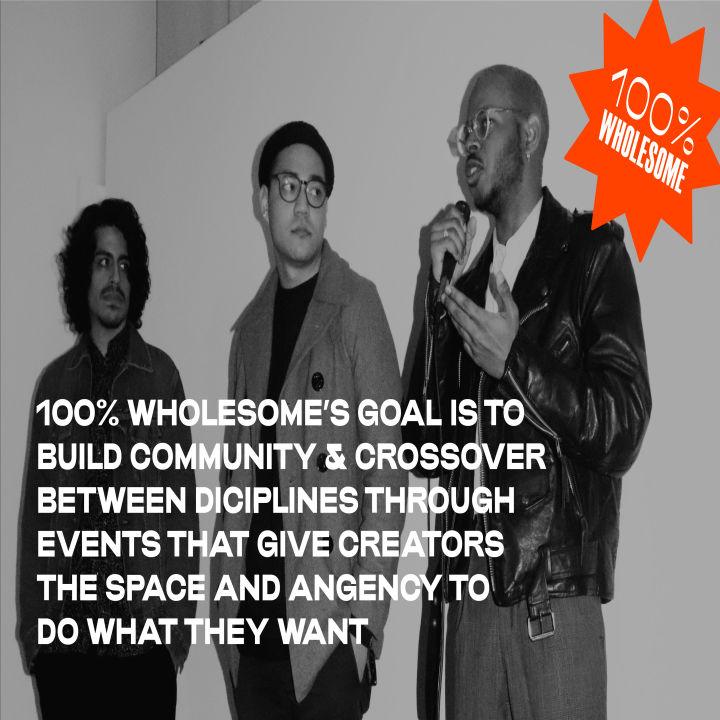 100%
WHOLESOME
100% WHOLESOME'S GOAL IS TO
BUILD COMMUNITY & CROSSOVER
BETWEEN DICIPLINES THROUGH
EVENTS THAT GIVE CREATORS
THE SPACE AND ANGENCY TO
DO WHAT THEY WANT